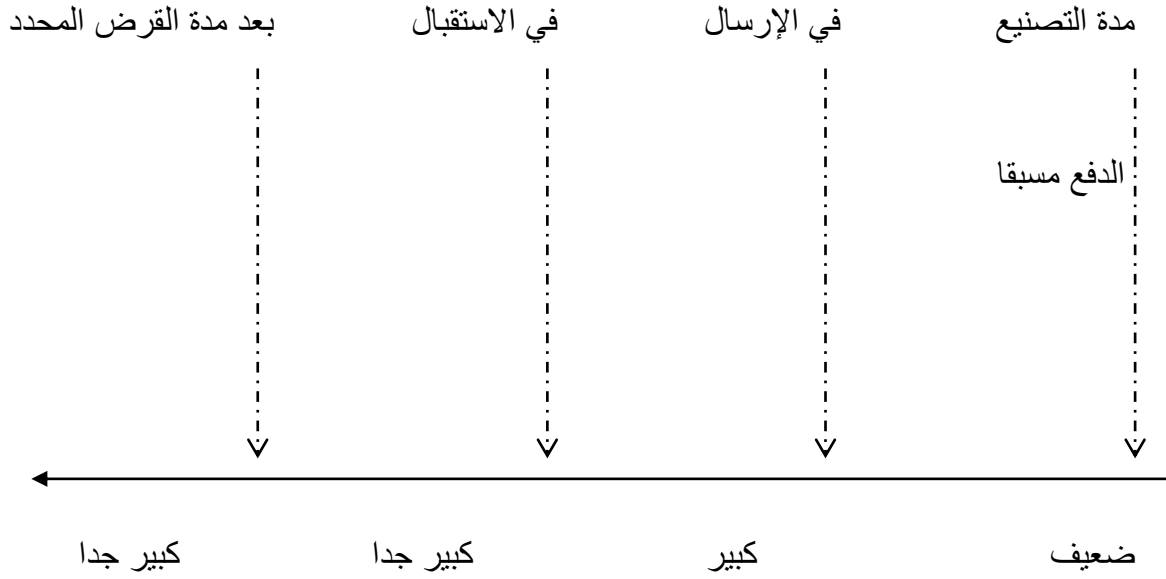 مدة التصنيع
في الإرسال
في الاستقبال
بعد مدة القرض المحدد
الدفع مسبقا
ضعيف
كبير
كبير جدا
كبير جدا